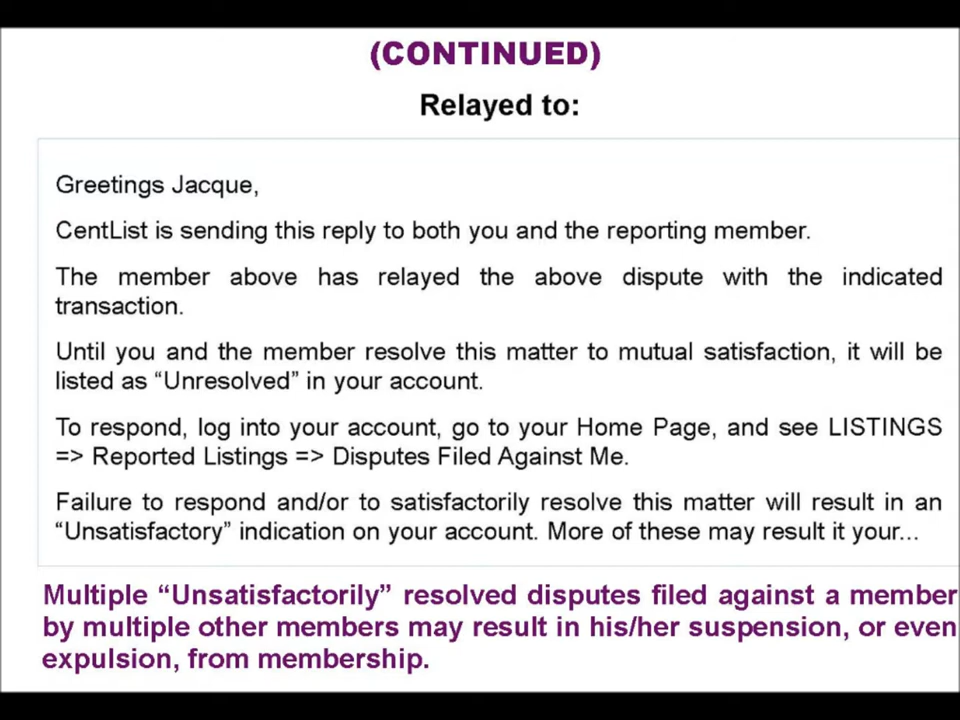 (CONTINUED)
Relayed to:
Greetings Jacque,
CentList is sending this reply to both you and the reporting member.
The member above has relayed the above dispute with the indicated
transaction.
Until you and the member resolve this matter to mutual satisfaction, it will be
listed as “Unresolved” in your account.
To respond, log into your account, go to your Home Page, and see LISTINGS
=> Reported Listings => Disputes Filed Against Me.
Failure to respond and/or to satisfactorily resolve this matter will result in an
“Unsatisfactory” indication on your account. More of these may result it your...
Multiple “Unsatisfactorily” resolved disputes filed against a member
by multiple other members may result in his/her suspension, or even
expulsion, from membership.